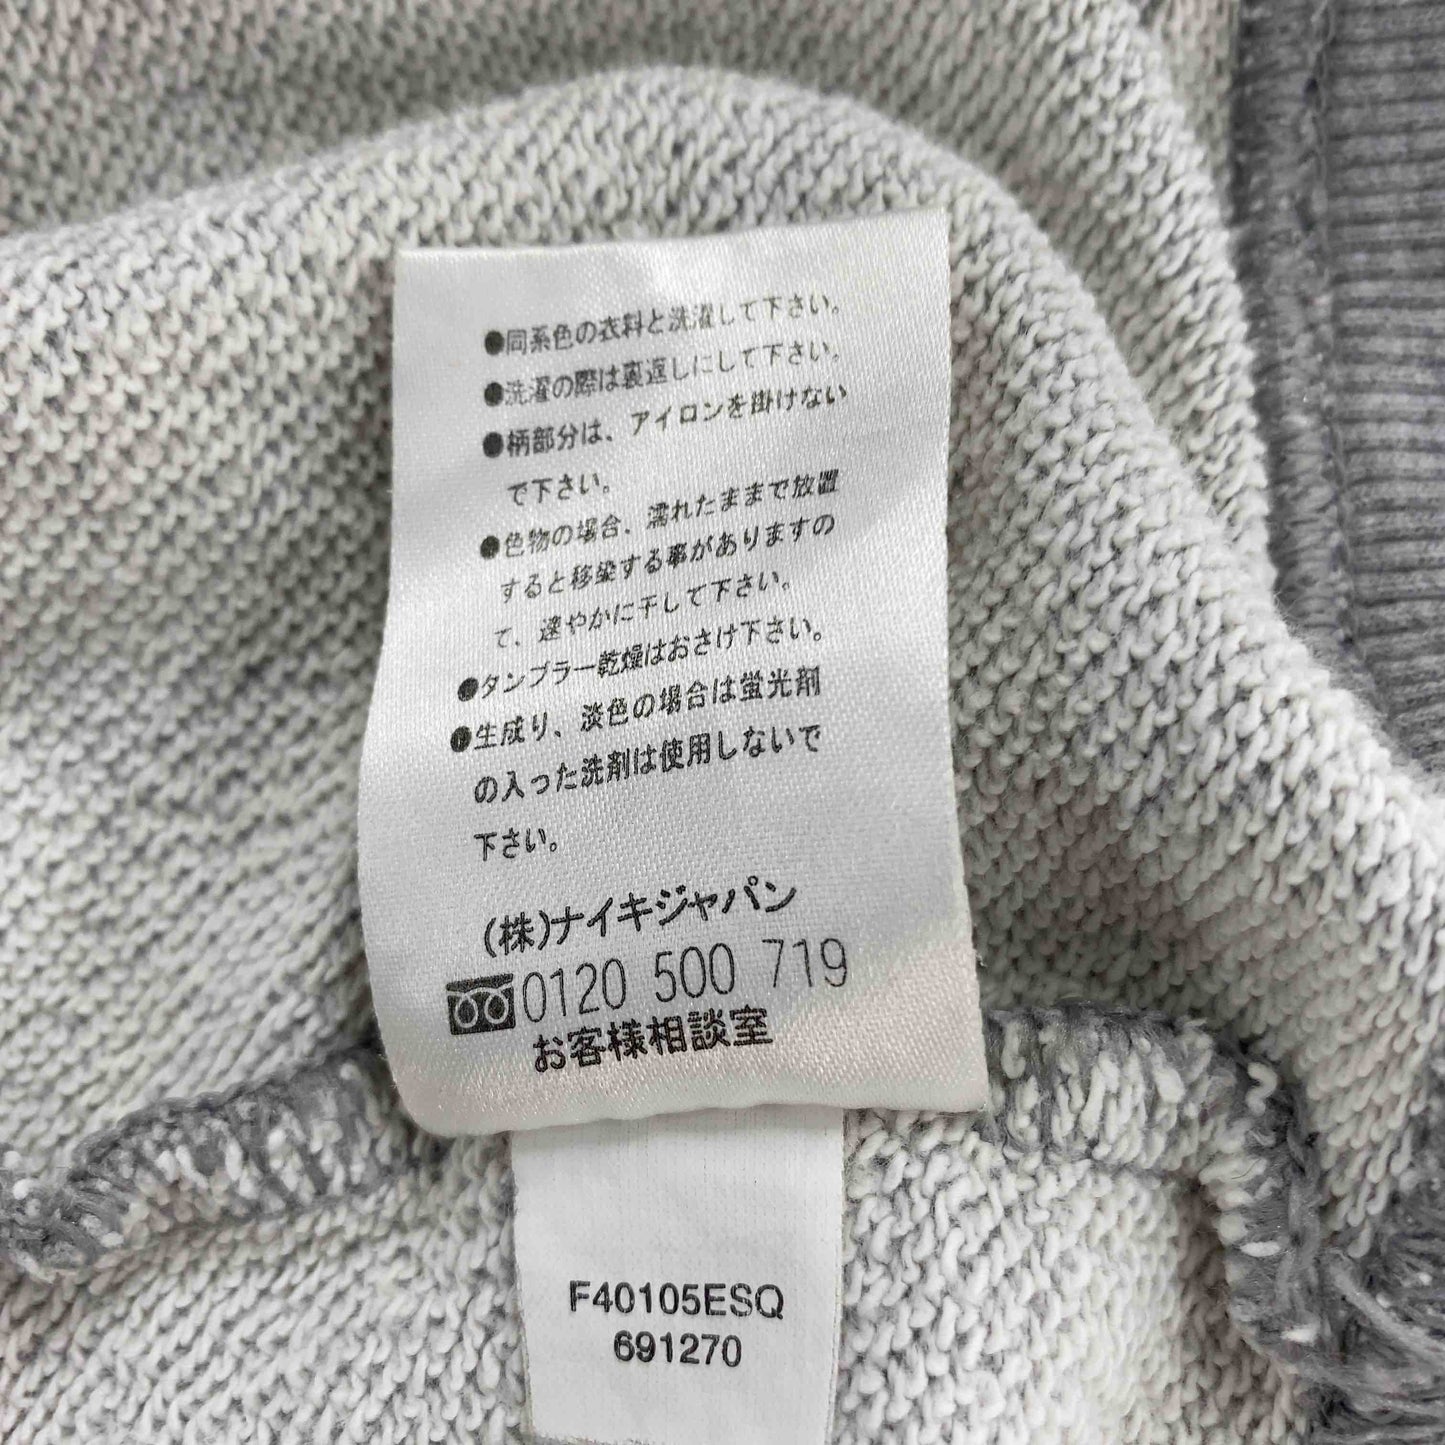 ●同系色の衣料と洗濯して下さい。
●洗濯の際は裏返しにして下さい。
●柄部分は、アイロンを掛けない
で下さい。
●色物の場合、濡れたままで放置
すると移染する事がありますの
で、速やかに干して下さい。
●タンブラー乾燥はおさけ下さい。
●生成り、淡色の場合は蛍光剤
の入った洗剤は使用しないで
下さい。
(株)ナイキジャパン
0120 500 719
お客様相談室
F40105ESQ
691270